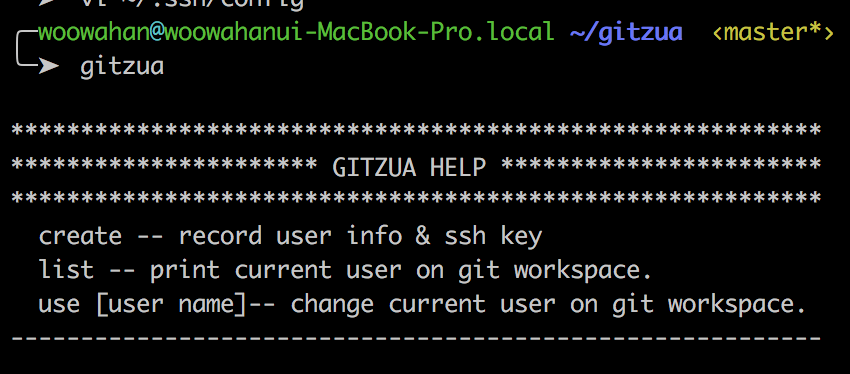 ➤ vi ~/.ssh/config
╭─woowahan@woowahanui-MacBook-Pro.local ~/gitzua ‹master*›
╰─➤ gitzua
**********************************************************
********************** GITZUA HELP ***********************
**********************************************************
create -- record user info & ssh key
list -- print current user on git workspace.
use [user name]-- change current user on git workspace.
----------------------------------------------------------